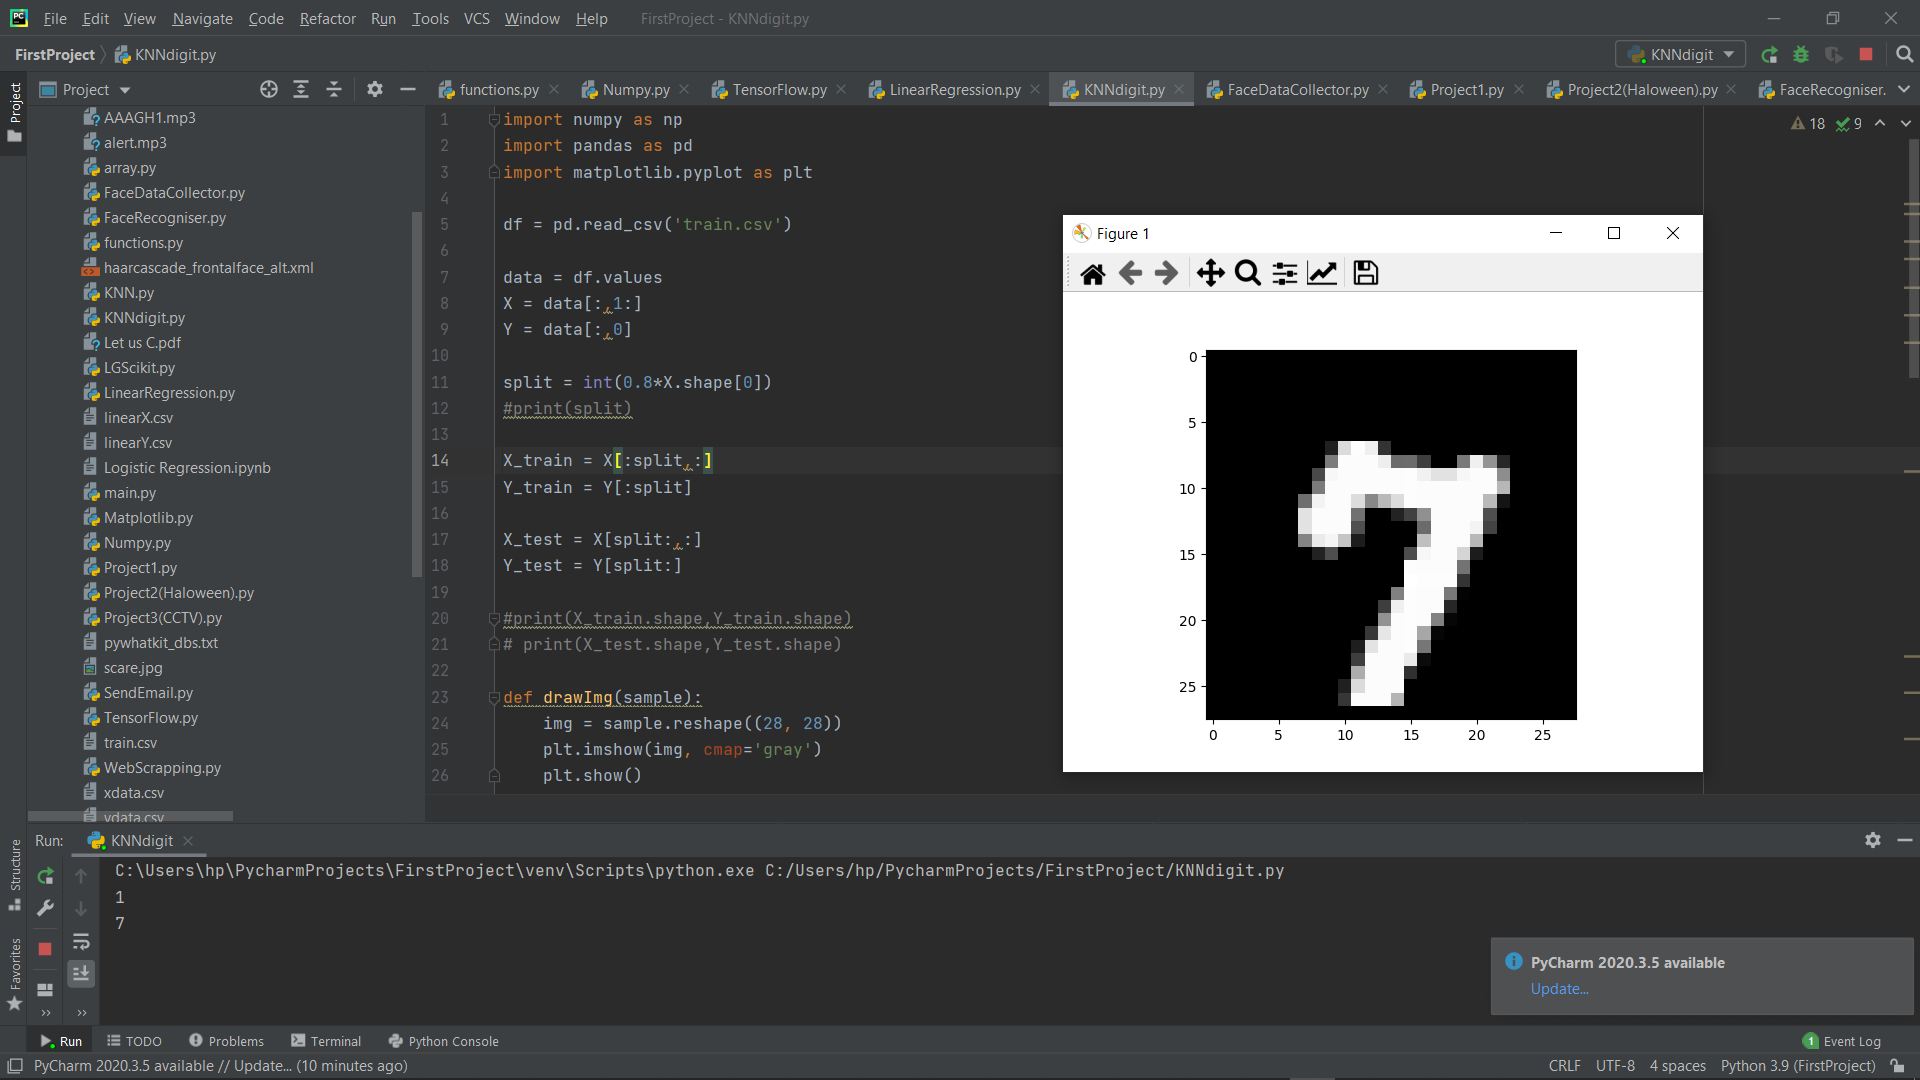 File Edit View Navigate Code Refactor Run Tools VCS Window Help FirstProject - KNNdigit.py
FirstProject KNNdigit.py KNNdigit
Project functions.py Numpy.py TensorFlow.py LinearRegression.py KNNdigit.py FaceDataCollector.py Project1.py Project2(Haloween).py FaceRecogniser.
Project
AAAGH1.mp3
alert.mp3
array.py
FaceDataCollector.py
FaceRecogniser.py
functions.py
haarcascade_frontalface_alt.xml
KNN.py
KNNdigit.py
Let us C.pdf
LGScikit.py
LinearRegression.py
linearX.csv
linearY.csv
Logistic Regression.ipynb
main.py
Matplotlib.py
Numpy.py
Project1.py
Project2(Haloween).py
Project3(CCTV).py
pywhatkit_dbs.txt
scare.jpg
SendEmail.py
TensorFlow.py
train.csv
WebScrapping.py
xdata.csv
ydata.csv
18 9
1 import numpy as np
2 import pandas as pd
3 import matplotlib.pyplot as plt
4
5 df = pd.read_csv('train.csv')
6
7 data = df.values
8 X = data[:,1:]
9 Y = data[:,0]
10
11 split = int(0.8*X.shape[0])
12 #print(split)
13
14 X_train = X[:split,:]
15 Y_train = Y[:split]
16
17 X_test = X[split:,:]
18 Y_test = Y[split:]
19
20 #print(X_train.shape,Y_train.shape)
21 # print(X_test.shape,Y_test.shape)
22
23 def drawImg(sample):
24 img = sample.reshape((28, 28))
25 plt.imshow(img, cmap='gray')
26 plt.show()
Figure 1
0
5
10
15
20
25
0 5 10 15 20 25
7
Run: KNNdigit
C:\Users\hp\PycharmProjects\FirstProject\venv\Scripts\python.exe C:/Users/hp/PycharmProjects/FirstProject/KNNdigit.py
1
7
Structure
Favorites
PyCharm 2020.3.5 available
Update...
Run TODO Problems Terminal Python Console 1 Event Log
PyCharm 2020.3.5 available // Update... (10 minutes ago) CRLF UTF-8 4 spaces Python 3.9 (FirstProject)